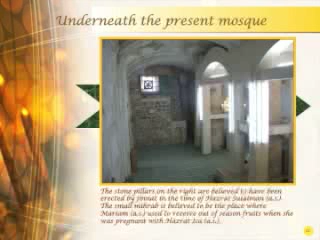 Underneath the present mosque
The stone pillars on the right are believed to have been
erected by jinnat in the time of Hazrat Sulaiman (a.s.)
The small mihrab is believed to be the place where
Mariam (a.s.) used to receive out of season fruits when she
was pregnant with Hazrat Isa (a.s.).